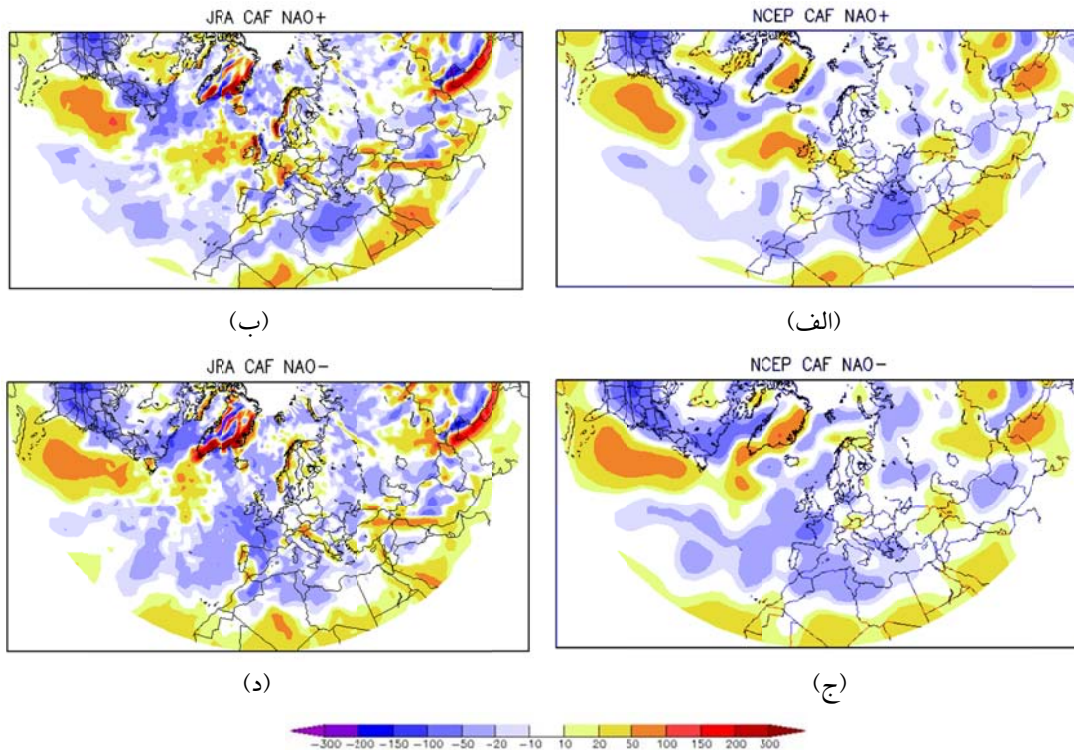 JRA CAF NAO+
NCEP CAF NAO+
(ب)
(الف)
JRA CAF NAO−
NCEP CAF NAO−
(د)
(ج)
−300 −200 −150 −100 −50 −20 −10 10 20 50 100 150 200 300